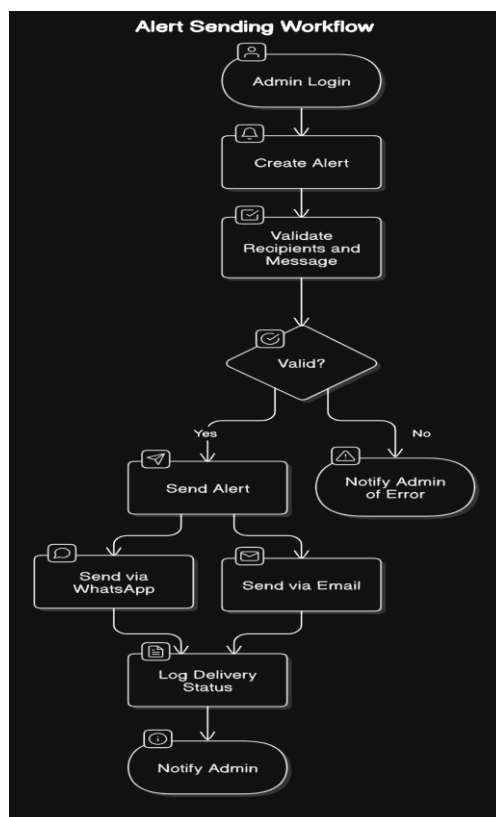 Alert Sending Workflow
Admin Login
Create Alert
Validate
Recipients and
Message
Valid?
Yes
No
Send Alert
Notify Admin
of Error
Send via
WhatsApp
Send via Email
Log Delivery
Status
Notify Admin